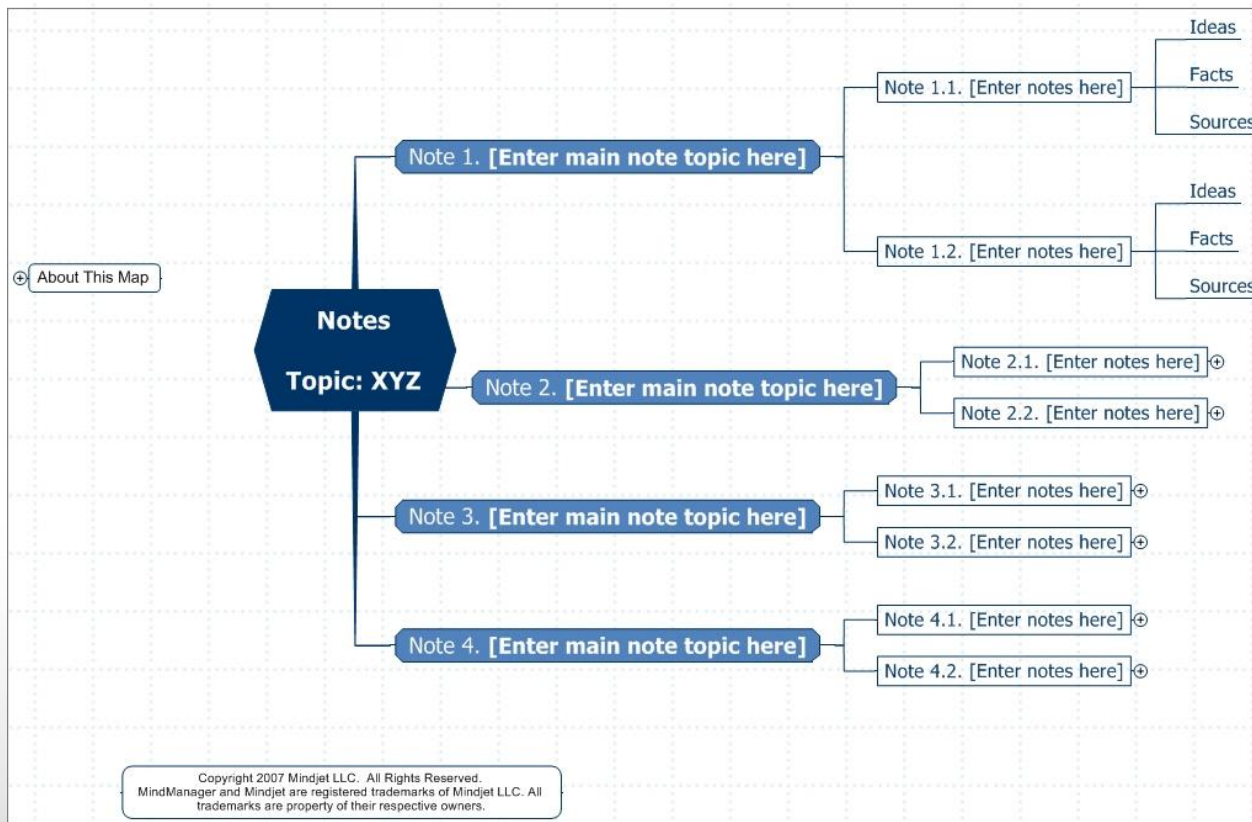 About This Map
Notes
Topic: XYZ
Note 1. [Enter main note topic here]
Note 1.1. [Enter notes here]
Ideas
Facts
Sources
Note 1.2. [Enter notes here]
Ideas
Facts
Sources
Note 2. [Enter main note topic here]
Note 2.1. [Enter notes here]
Note 2.2. [Enter notes here]
Note 3. [Enter main note topic here]
Note 3.1. [Enter notes here]
Note 3.2. [Enter notes here]
Note 4. [Enter main note topic here]
Note 4.1. [Enter notes here]
Note 4.2. [Enter notes here]
Copyright 2007 Mindjet LLC. All Rights Reserved.
MindManager and Mindjet are registered trademarks of Mindjet LLC. All
trademarks are property of their respective owners.